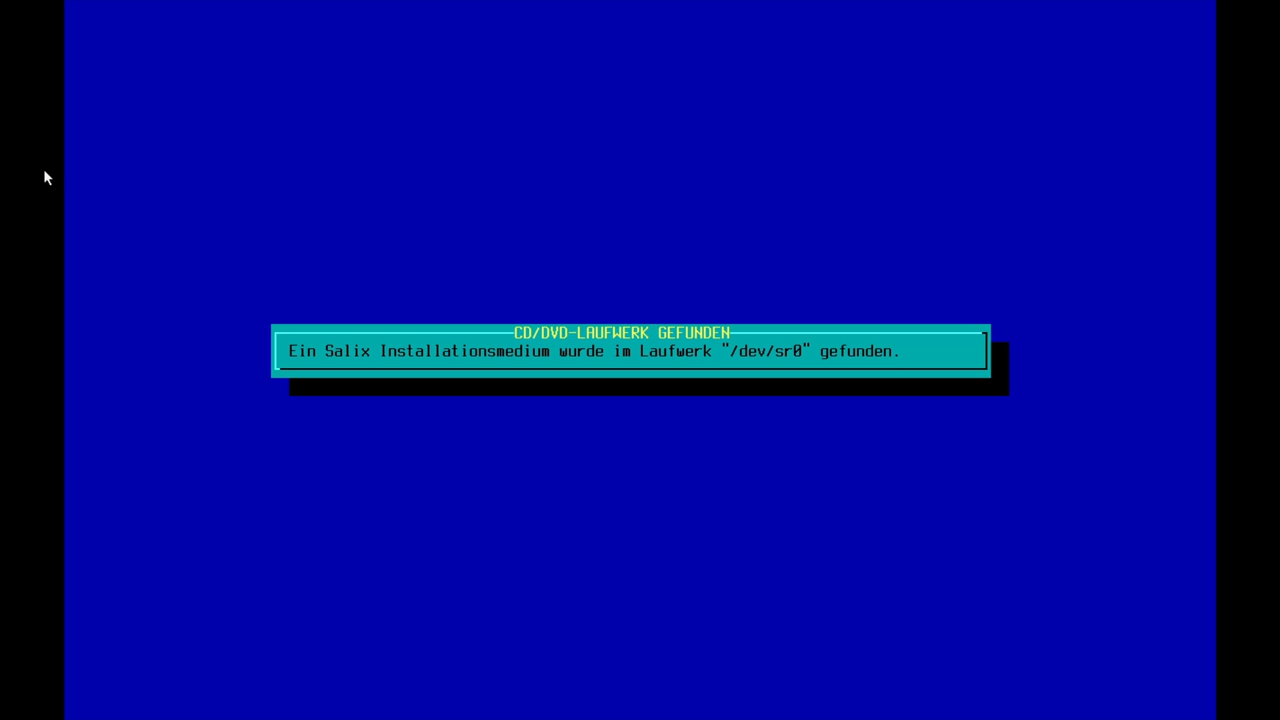 CD/DVD-LAUFWERK GEFUNDEN
Ein Salix Installationsmedium wurde im Laufwerk "/dev/sr0" gefunden.